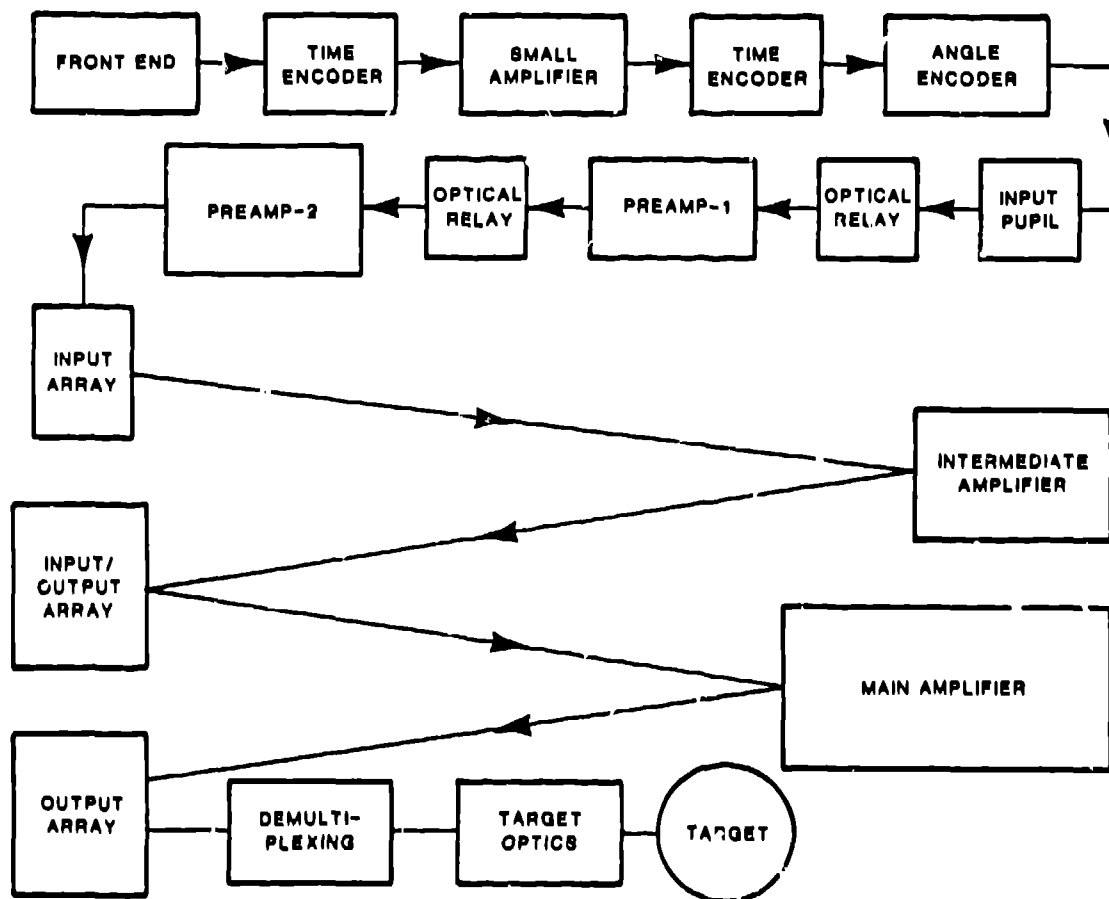 FRONT END
TIME
ENCODER
SMALL
AMPLIFIER
TIME
ENCODER
ANGLE
ENCODER
PREAMP-2
OPTICAL
RELAY
PREAMP-1
OPTICAL
RELAY
INPUT
PUPIL
INPUT
ARRAY
INTERMEDIATE
AMPLIFIER
INPUT/
OUTPUT
ARRAY
MAIN AMPLIFIER
OUTPUT
ARRAY
DEMULTI-
PLEXING
TARGET
OPTICS
TARGET